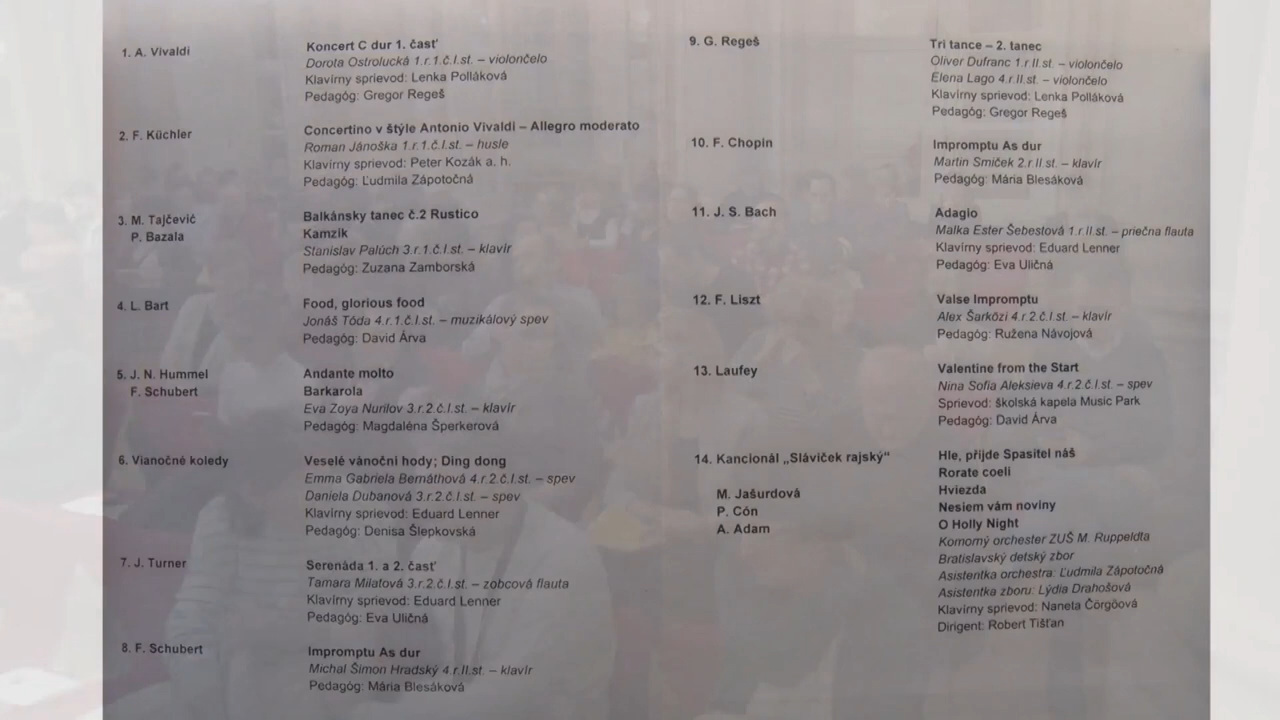 1. A. Vivaldi
Koncert C dur 1. časť
Dorota Ostrolucká 1.r.1.č.I.st. – violončelo
Klavírny sprievod: Lenka Polláková
Pedagóg: Gregor Regeš
2. F. Küchler
Concertino v štýle Antonio Vivaldi – Allegro moderato
Roman Jánoška 1.r.1.č.I.st. – husle
Klavírny sprievod: Peter Kozák a. h.
Pedagóg: Ľudmila Zápotočná
3. M. Tajčevič
P. Bazala
Balkánsky tanec č.2 Rustico
Kamzík
Stanislav Palúch 3.r.1.č.I.st. – klavír
Pedagóg: Zuzana Zamborská
4. L. Bart
Food, glorious food
Jonáš Tóda 4.r.1.č.I.st. – muzikálový spev
Pedagóg: David Árva
5. J. N. Hummel
F. Schubert
Andante molto
Barkarola
Eva Zoya Nurilov 3.r.2.č.I.st. – klavír
Pedagóg: Magdaléna Šperkerová
6. Vianočné koledy
Veselé vánoční hody; Ding dong
Emma Gabriela Bernáthová 4.r.2.č.I.st. – spev
Daniela Dubanová 3.r.2.č.I.st. – spev
Klavírny sprievod: Eduard Lenner
Pedagóg: Denisa Šlepkovská
7. J. Turner
Serenáda 1. a 2. časť
Tamara Milatová 3.r.2.č.I.st. – zobcová flauta
Klavírny sprievod: Eduard Lenner
Pedagóg: Eva Uličná
8. F. Schubert
Impromptu As dur
Michal Šimon Hradský 4.r.II.st. – klavír
Pedagóg: Mária Blesáková
9. G. Regeš
Tri tance – 2. tanec
Oliver Dufranc 1.r.II.st. – violončelo
Elena Lago 4.r.II.st. – violončelo
Klavírny sprievod: Lenka Polláková
Pedagóg: Gregor Regeš
10. F. Chopin
Impromptu As dur
Martin Smiček 2.r.II.st. – klavír
Pedagóg: Mária Blesáková
11. J. S. Bach
Adagio
Malka Ester Šebestová 1.r.II.st. – priečna flauta
Klavírny sprievod: Eduard Lenner
Pedagóg: Eva Uličná
12. F. Liszt
Valse Impromptu
Alex Šarközi 4.r.2.č.I.st. – klavír
Pedagóg: Ružena Návojová
13. Laufey
Valentine from the Start
Nina Sofia Aleksieva 4.r.2.č.I.st. – spev
Sprievod: školská kapela Music Park
Pedagóg: David Árva
14. Kancionál „Slávíček rajský“
M. Jašurdová
P. Cón
A. Adam
Hle, přijde Spasitel náš
Rorate coeli
Hviezda
Nesiem vám noviny
O Holly Night
Komorný orchester ZUŠ M. Ruppeldta
Bratislavský detský zbor
Asistentka orchestra: Ľudmila Zápotočná
Asistentka zboru: Lýdia Drahošová
Klavírny sprievod: Naneta Čörgöová
Dirigent: Robert Tišťan